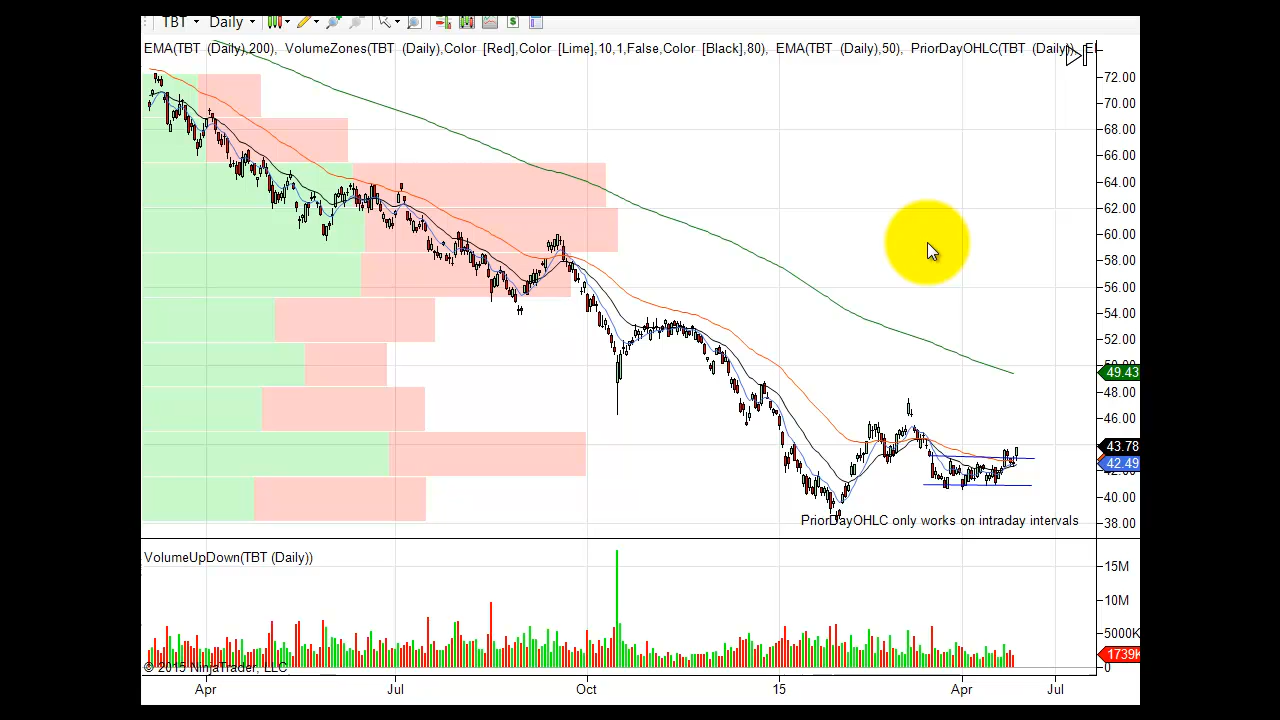 TBT Daily
EMA(TBT (Daily),200), VolumeZones(TBT (Daily),Color [Red],Color [Lime],10,1,False,Color [Black],80), EMA(TBT (Daily),50), PriorDayOHLC(TBT (Daily))
72.00
70.00
68.00
66.00
64.00
62.00
60.00
58.00
56.00
54.00
52.00
50.00
49.43
48.00
46.00
43.78
42.49
40.00
38.00
PriorDayOHLC only works on intraday intervals
VolumeUpDown(TBT (Daily))
15M
10M
5000K
1739K
0
© 2015 NinjaTrader, LLC
Apr Jul Oct 15 Apr Jul